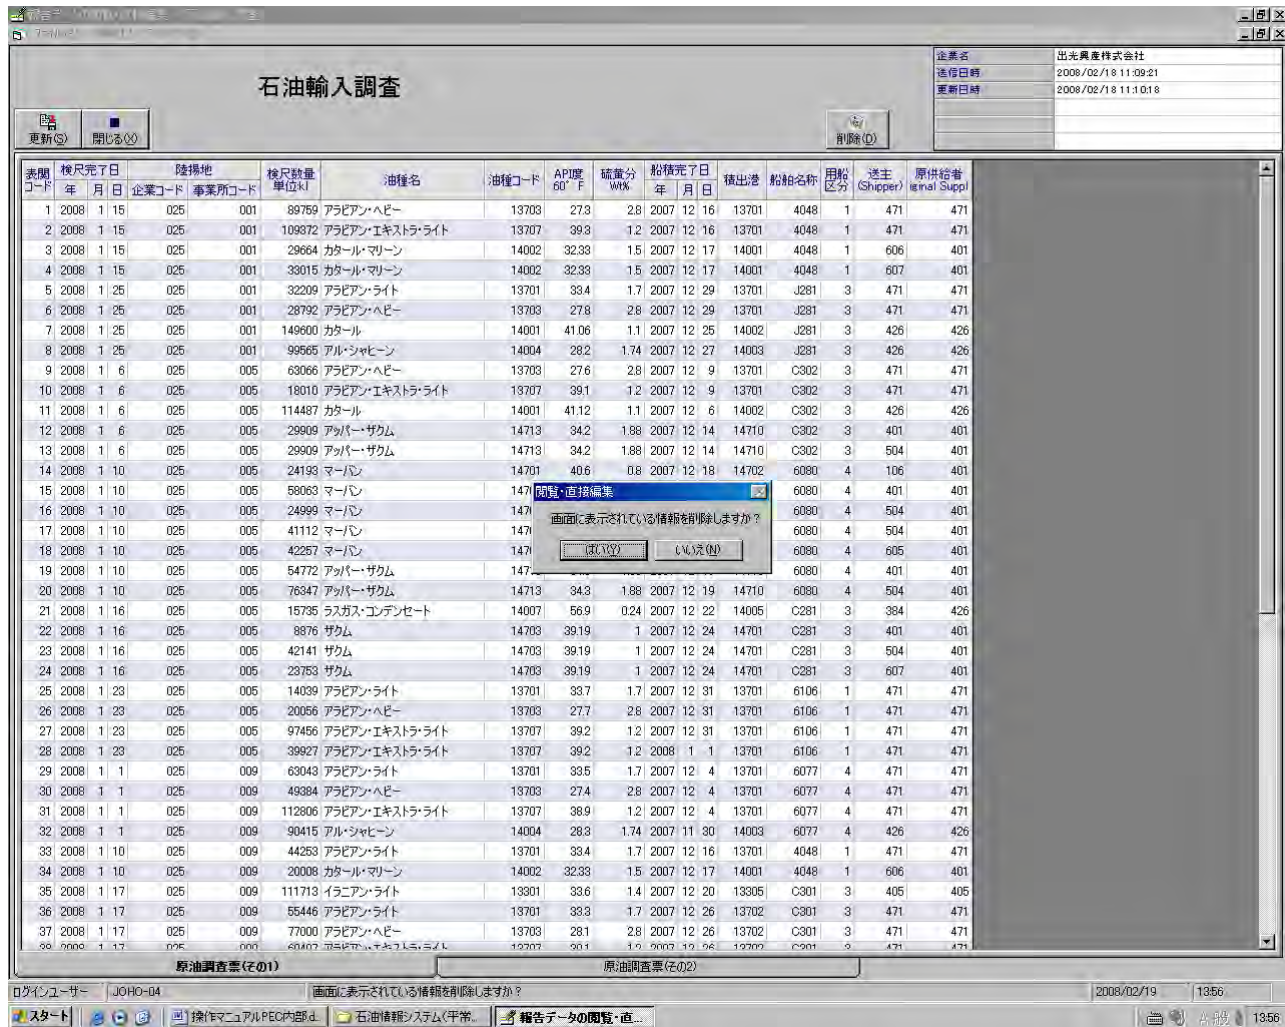 企業名 出光興産株式会社
送信日時 2008/02/18 11:09:21
更新日時 2008/02/18 11:10:18
石油輸入調査
更新(S) 閉じる(X) 削除(D)
表関コード 検尺完了日 陸揚地 検尺数量 単位kl 油種名 油種コード API度 60°F 硫黄分 Wt% 船積完了日 積出港 船舶名称 用船区分 送主 (Shipper) 原供給者 iginal Suppl
年 月 日 企業コード 事業所コード 年 月 日
1 2008 1 15 025 001 89759 アラビアン・ヘビー 13703 27.3 2.8 2007 12 16 13701 4048 1 471 471
2 2008 1 15 025 001 109372 アラビアン・エキストラ・ライト 13707 39.3 1.2 2007 12 16 13701 4048 1 471 471
3 2008 1 15 025 001 29664 カタール・マリーン 14002 32.33 1.5 2007 12 17 14001 4048 1 606 401
4 2008 1 15 025 001 33015 カタール・マリーン 14002 32.33 1.5 2007 12 17 14001 4048 1 607 401
5 2008 1 25 025 001 32209 アラビアン・ライト 13701 33.4 1.7 2007 12 29 13701 J281 3 471 471
6 2008 1 25 025 001 28792 アラビアン・ヘビー 13703 27.8 2.8 2007 12 29 13701 J281 3 471 471
7 2008 1 25 025 001 149600 カタール 14001 41.06 1.1 2007 12 25 14002 J281 3 426 426
8 2008 1 25 025 001 99565 アル・シャヒーン 14004 28.2 1.74 2007 12 27 14003 J281 3 426 426
9 2008 1 6 025 005 63066 アラビアン・ヘビー 13703 27.6 2.8 2007 12 9 13701 C302 3 471 471
10 2008 1 6 025 005 18010 アラビアン・エキストラ・ライト 13707 39.1 1.2 2007 12 9 13701 C302 3 471 471
11 2008 1 6 025 005 114487 カタール 14001 41.12 1.1 2007 12 6 14002 C302 3 426 426
12 2008 1 6 025 005 29909 アッパー・ザクム 14713 34.2 1.88 2007 12 14 14710 C302 3 401 401
13 2008 1 6 025 005 29909 アッパー・ザクム 14713 34.2 1.88 2007 12 14 14710 C302 3 504 401
14 2008 1 10 025 005 24193 マーバン 14701 40.6 0.8 2007 12 18 14702 6080 4 106 401
15 2008 1 10 025 005 58063 マーバン 147 6080 4 401 401
16 2008 1 10 025 005 24999 マーバン 147 6080 4 504 401
17 2008 1 10 025 005 41112 マーバン 147 6080 4 504 401
18 2008 1 10 025 005 42257 マーバン 147 6080 4 605 401
19 2008 1 10 025 005 54772 アッパー・ザクム 147 6080 4 401 401
閲覧・直接編集
画面に表示されている情報を削除しますか?
はい(Y) いいえ(N)
20 2008 1 10 025 005 76347 アッパー・ザクム 14713 34.3 1.88 2007 12 19 14710 6080 4 504 401
21 2008 1 16 025 005 15735 ラスガス・コンデンセート 14007 56.9 0.24 2007 12 22 14005 C281 3 384 426
22 2008 1 16 025 005 8876 ザクム 14703 39.19 1 2007 12 24 14701 C281 3 401 401
23 2008 1 16 025 005 42141 ザクム 14703 39.19 1 2007 12 24 14701 C281 3 504 401
24 2008 1 16 025 005 23753 ザクム 14703 39.19 1 2007 12 24 14701 C281 3 607 401
25 2008 1 23 025 005 14039 アラビアン・ライト 13701 33.7 1.7 2007 12 31 13701 6106 1 471 471
26 2008 1 23 025 005 20056 アラビアン・ヘビー 13703 27.7 2.8 2007 12 31 13701 6106 1 471 471
27 2008 1 23 025 005 97456 アラビアン・エキストラ・ライト 13707 39.2 1.2 2007 12 31 13701 6106 1 471 471
28 2008 1 23 025 005 39927 アラビアン・エキストラ・ライト 13707 39.2 1.2 2008 1 1 13701 6106 1 471 471
29 2008 1 1 025 009 63043 アラビアン・ライト 13701 33.5 1.7 2007 12 4 13701 6077 4 471 471
30 2008 1 1 025 009 49384 アラビアン・ヘビー 13703 27.4 2.8 2007 12 4 13701 6077 4 471 471
31 2008 1 1 025 009 112806 アラビアン・エキストラ・ライト 13707 38.9 1.2 2007 12 4 13701 6077 4 471 471
32 2008 1 1 025 009 90415 アル・シャヒーン 14004 28.3 1.74 2007 11 30 14003 6077 4 426 426
33 2008 1 10 025 009 44253 アラビアン・ライト 13701 33.4 1.7 2007 12 16 13701 4048 1 471 471
34 2008 1 10 025 009 20008 カタール・マリーン 14002 32.33 1.5 2007 12 17 14001 4048 1 606 401
35 2008 1 17 025 009 111713 イラニアン・ライト 13301 33.6 1.4 2007 12 20 13305 C301 3 405 405
36 2008 1 17 025 009 55446 アラビアン・ライト 13701 33.3 1.7 2007 12 26 13702 C301 3 471 471
37 2008 1 17 025 009 77000 アラビアン・ヘビー 13703 28.1 2.8 2007 12 26 13702 C301 3 471 471
原油調査票(その1) 原油調査票(その2)
ログインユーザー JOHO-04 画面に表示されている情報を削除しますか? 2008/02/19 13:56
スタート 操作マニュアルPEC内部.d 石油情報システム(平常... 報告データの閲覧・直... 13:56